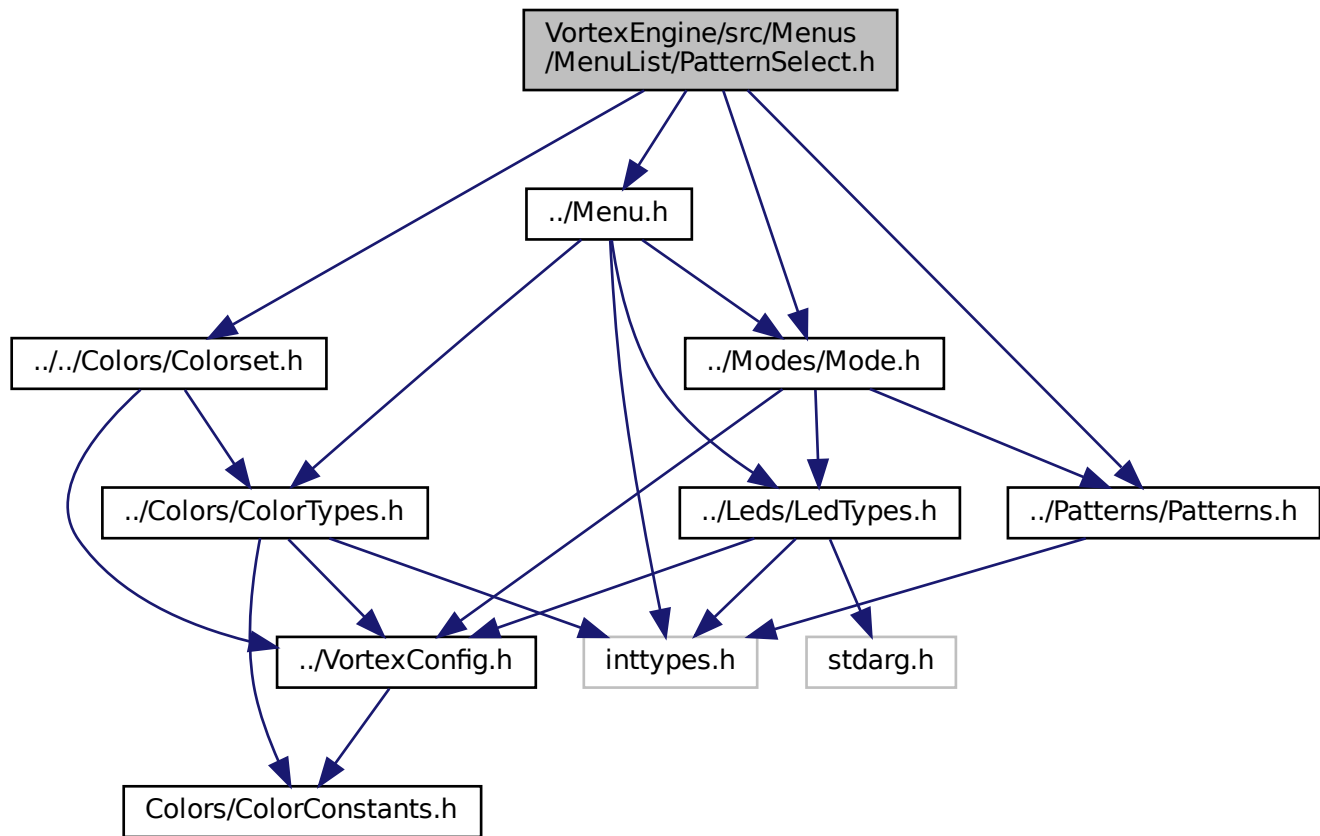 VortexEngine/src/Menus
/MenuList/PatternSelect.h
../Menu.h
../../Colors/Colorset.h
../Modes/Mode.h
../Colors/ColorTypes.h
../Leds/LedTypes.h
../Patterns/Patterns.h
../VortexConfig.h
inttypes.h
stdarg.h
Colors/ColorConstants.h